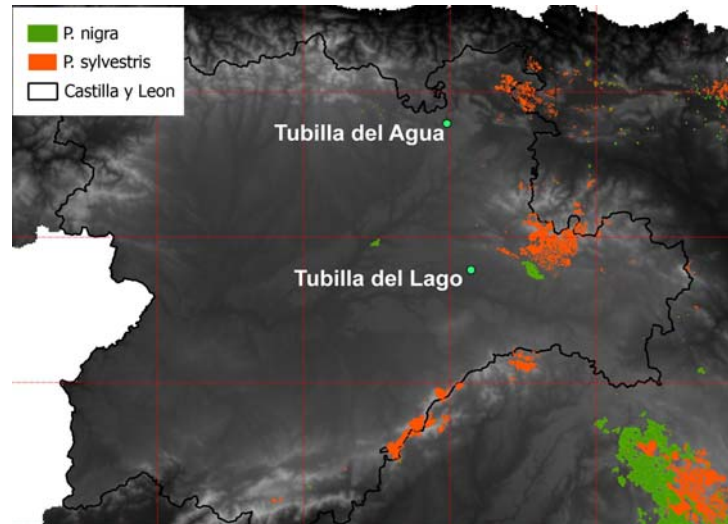 P. nigra
P. sylvestris
Castilla y Leon
Tubilla del Agua
Tubilla del Lago